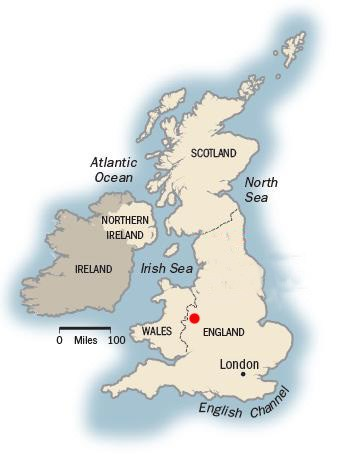 SCOTLAND
Atlantic
Ocean
North
Sea
NORTHERN
IRELAND
IRELAND
Irish Sea
WALES
ENGLAND
0 Miles 100
London
English Channel